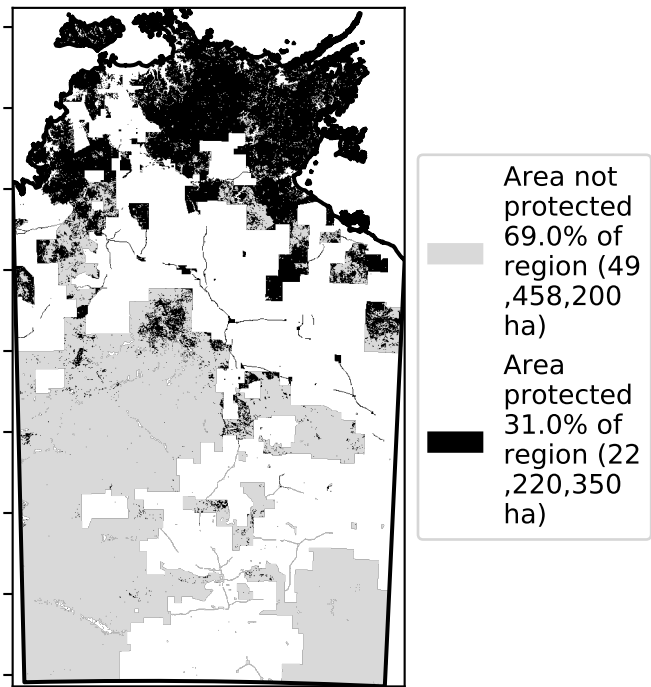 Area not
protected
69.0% of
region (49
,458,200
ha)
Area
protected
31.0% of
region (22
,220,350
ha)